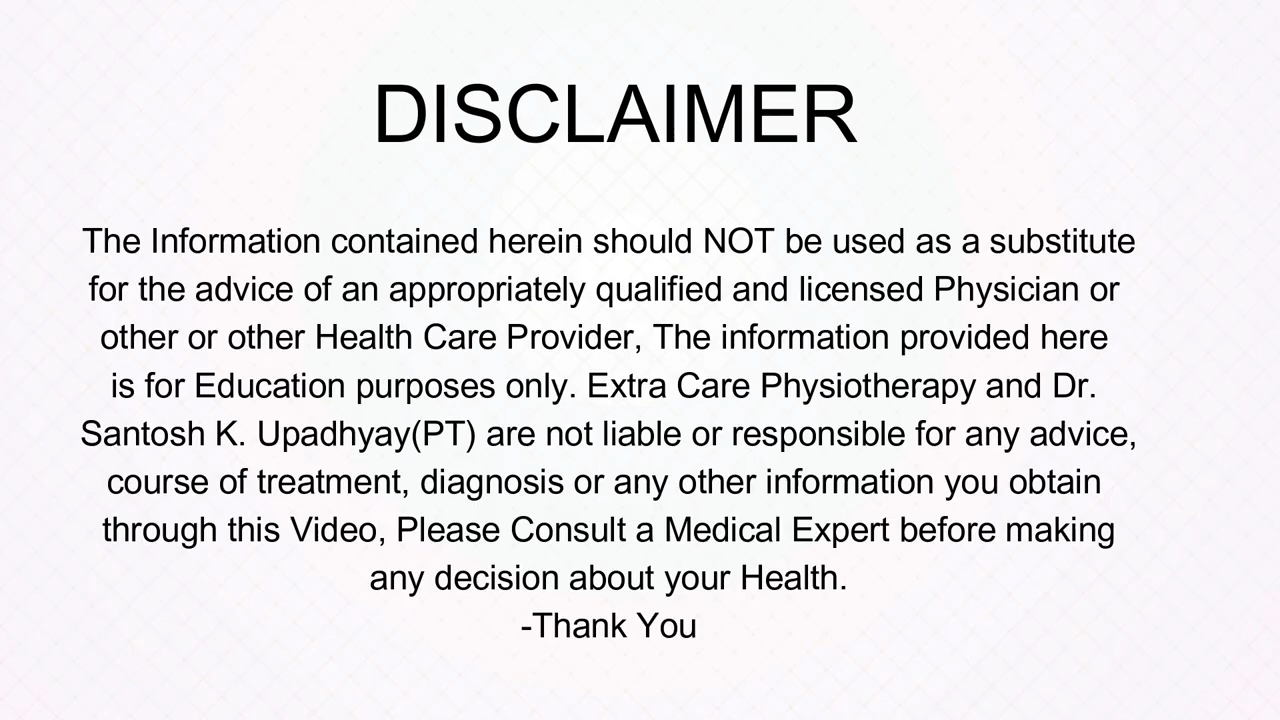 DISCLAIMER
The Information contained herein should NOT be used as a substitute
for the advice of an appropriately qualified and licensed Physician or
other or other Health Care Provider, The information provided here
is for Education purposes only. Extra Care Physiotherapy and Dr.
Santosh K. Upadhyay(PT) are not liable or responsible for any advice,
course of treatment, diagnosis or any other information you obtain
through this Video, Please Consult a Medical Expert before making
any decision about your Health.
-Thank You